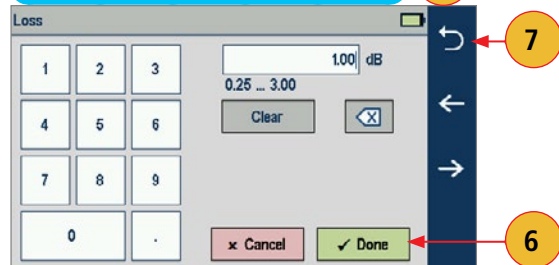 Loss
7
1 2 3
1.00 dB
0.25 ... 3.00
4 5 6
Clear
7 8 9
0 .
× Cancel
✓ Done
6